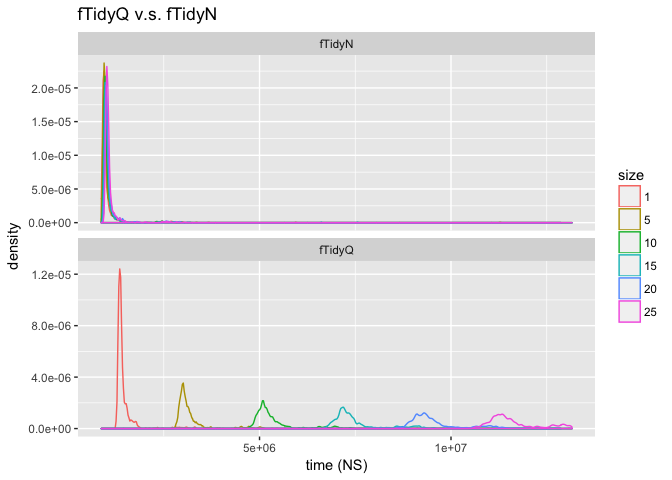 fTidyQ v.s. fTidyN
fTidyN
2.0e-05
1.5e-05
1.0e-05
5.0e-06
0.0e+00
density
fTidyQ
1.2e-05
8.0e-06
4.0e-06
0.0e+00
5e+06
1e+07
time (NS)
size
1
5
10
15
20
25